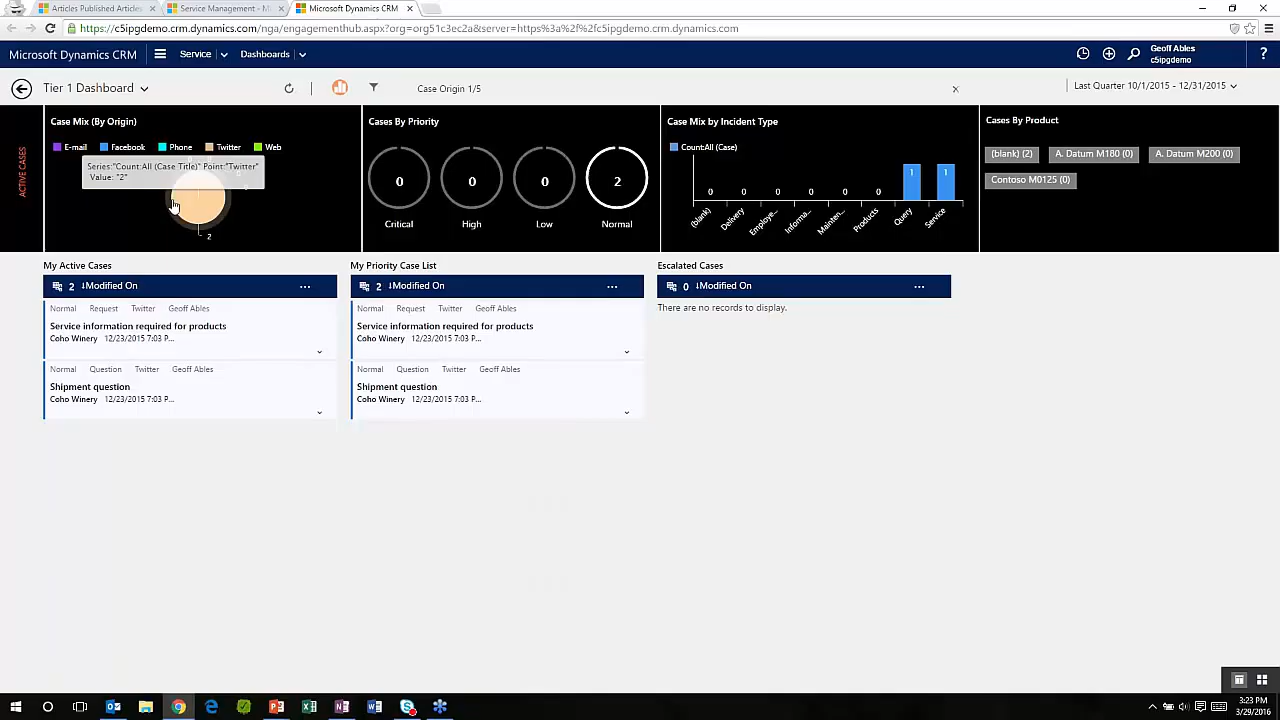 Articles Published Articles
Service Management - M
Microsoft Dynamics CRM
https://c5ipgdemo.crm.dynamics.com/nga/engagementhub.aspx?org=org51c3ec2a&server=https%3a%2f%2fc5ipgdemo.crm.dynamics.com
Microsoft Dynamics CRM
Service
Dashboards
Geoff Ables
c5ipgdemo
?
Tier 1 Dashboard
Case Origin 1/5
Last Quarter 10/1/2015 - 12/31/2015
ACTIVE CASES
Case Mix (By Origin)
E-mail Facebook Phone Twitter Web
Series:"Count:All (Case Title)" Point:"Twitter"
Value: "2"
2
Cases By Priority
0 0 0 2
Critical High Low Normal
Case Mix by Incident Type
Count:All (Case)
0 0 0 0 0 0 1 1
(blank) Delivery Employe... Informa... Mainten... Products Query Service
Cases By Product
(blank) (2) A. Datum M180 (0) A. Datum M200 (0)
Contoso M0125 (0)
My Active Cases
2 ↓Modified On ...
Normal Request Twitter Geoff Ables
Service information required for products
Coho Winery 12/23/2015 7:03 P...
Normal Question Twitter Geoff Ables
Shipment question
Coho Winery 12/23/2015 7:03 P...
My Priority Case List
2 ↓Modified On ...
Normal Request Twitter Geoff Ables
Service information required for products
Coho Winery 12/23/2015 7:03 P...
Normal Question Twitter Geoff Ables
Shipment question
Coho Winery 12/23/2015 7:03 P...
Escalated Cases
0 ↓Modified On ...
There are no records to display.
3:23 PM
3/29/2016